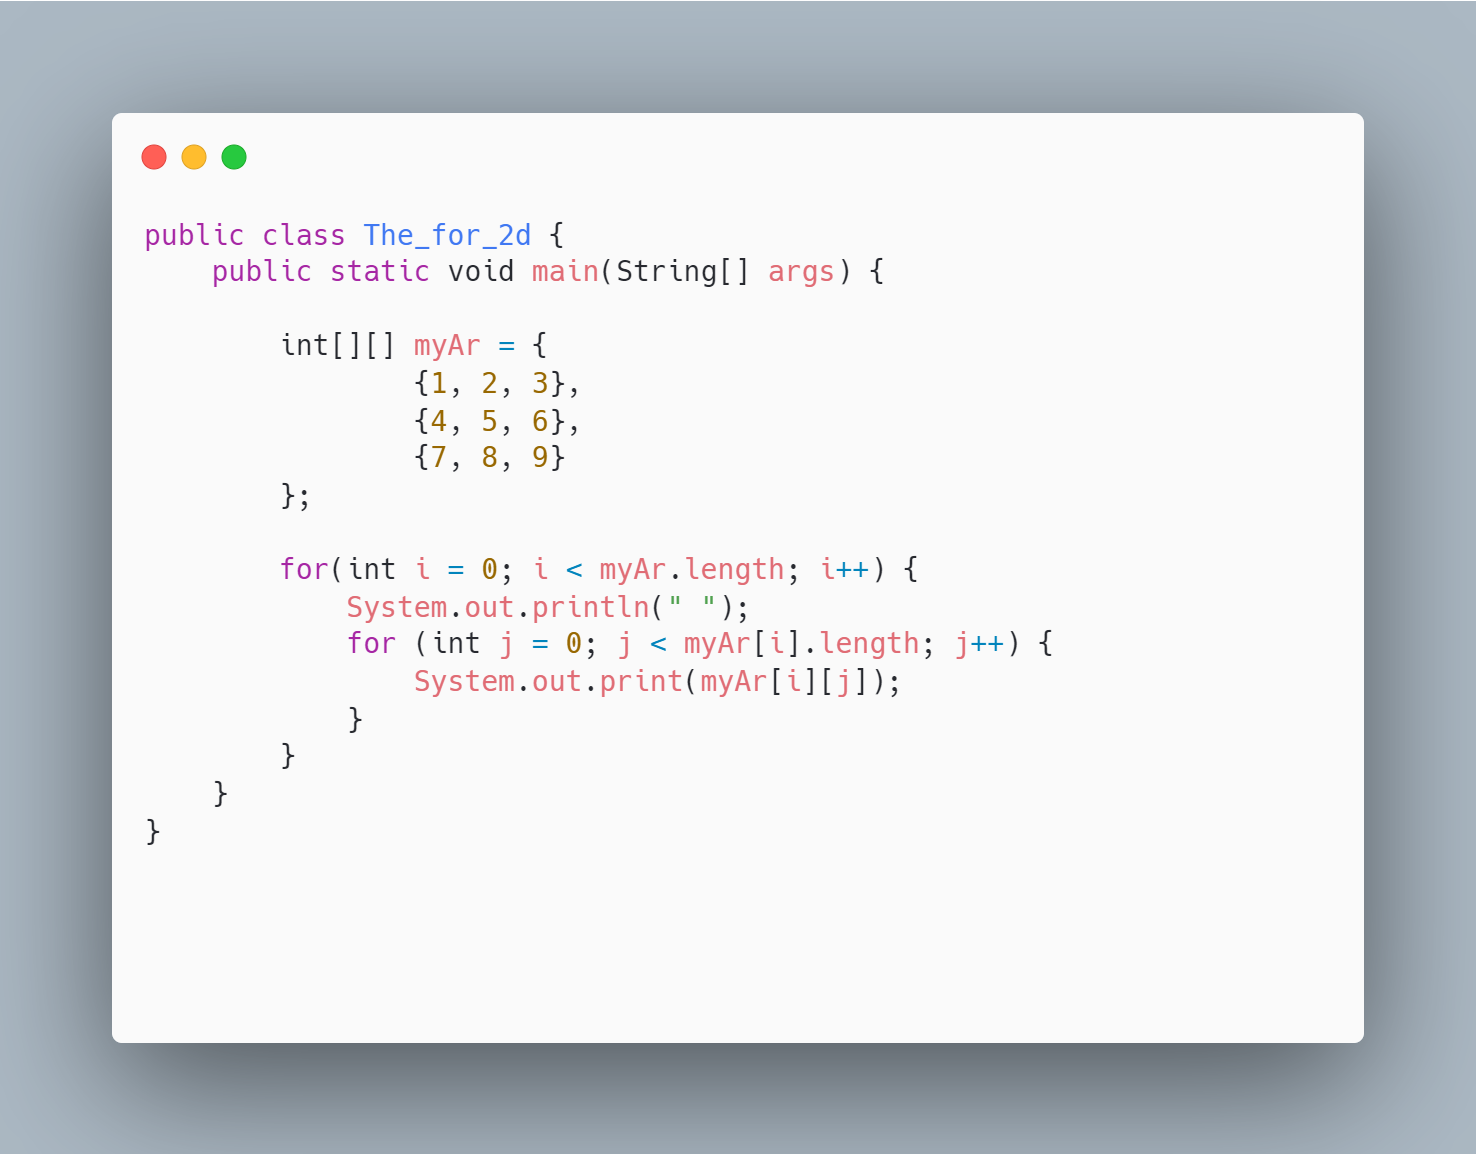 public class The_for_2d {
    public static void main(String[] args) {

        int[][] myAr = {
                {1, 2, 3},
                {4, 5, 6},
                {7, 8, 9}
        };

        for(int i = 0; i < myAr.length; i++) {
            System.out.println(" ");
            for (int j = 0; j < myAr[i].length; j++) {
                System.out.print(myAr[i][j]);
            }
        }
    }
}